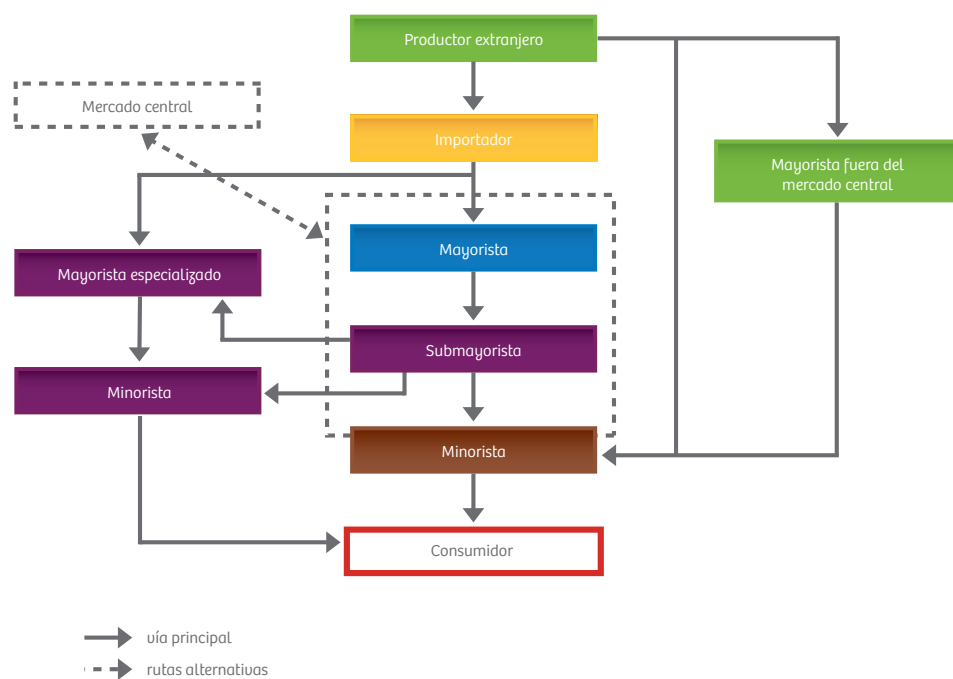 Productor extranjero
Mercado central
Importador
Mayorista fuera del
mercado central
Mayorista
Mayorista especializado
Submayorista
Minorista
Minorista
Consumidor
vía principal
rutas alternativas